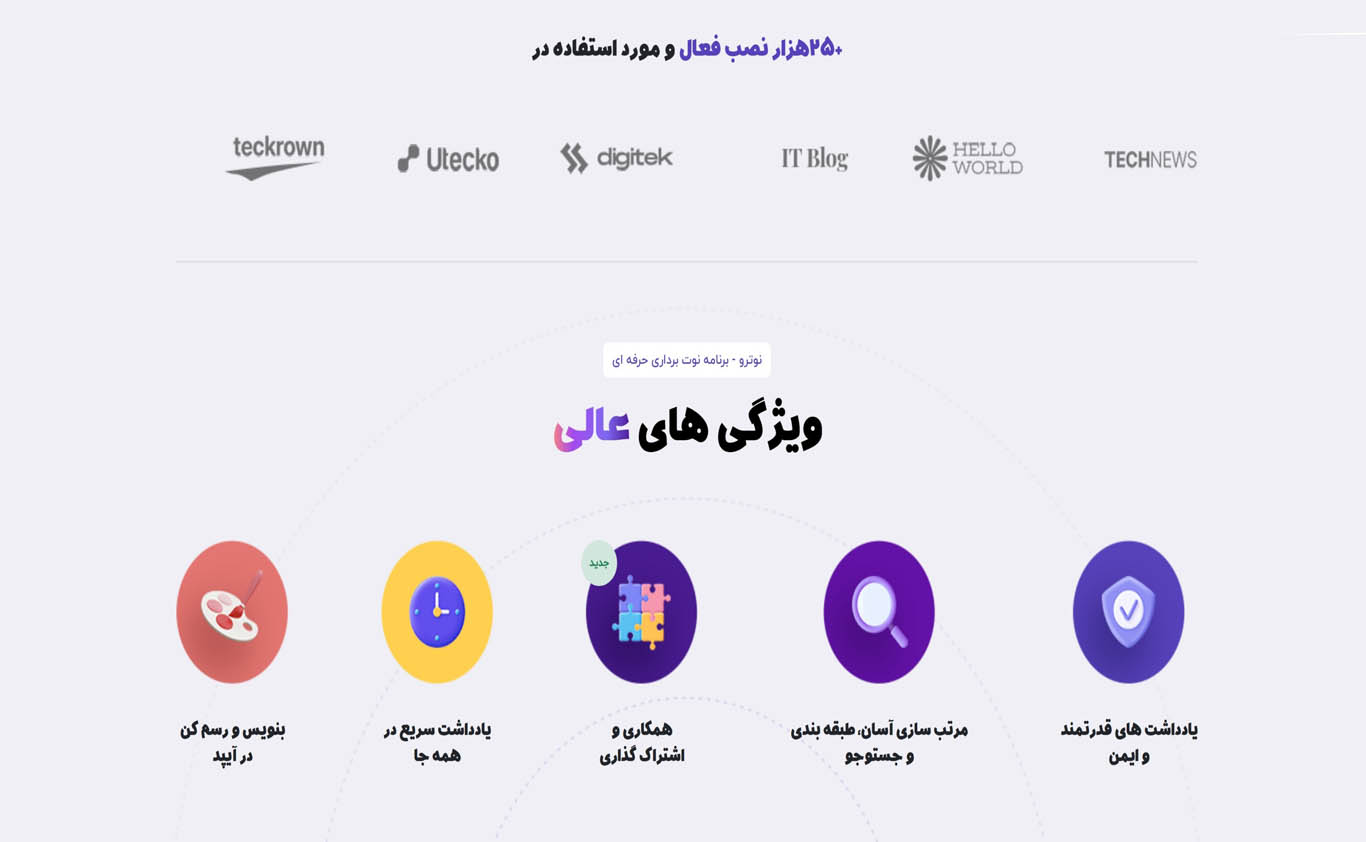 +۲۵۰هزار نصب فعال و مورد استفاده در
TECHNEWS
HELLO
WORLD
IT Blog
digitek
Utecko
teckrown
نوترو - برنامه نوت برداری حرفه ای
ویژگی های عالی
جدید
یادداشت های قدرتمند
و ایمن
مرتب سازی آسان، طبقه بندی
و جستوجو
همکاری و
اشتراک گذاری
یادداشت سریع در
همه جا
بنویس و رسم کن
در آیپد